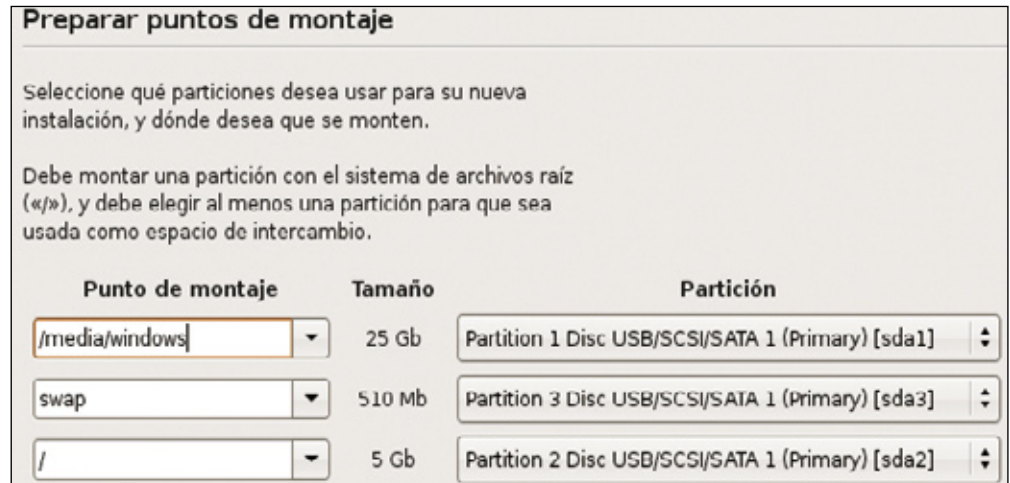 Preparar puntos de montaje
Seleccione qué particiones desea usar para su nueva
instalación, y dónde desea que se monten.
Debe montar una partición con el sistema de archivos raíz
(«/»), y debe elegir al menos una partición para que sea
usada como espacio de intercambio.
Punto de montaje Tamaño Partición
/media/windows 25 Gb Partition 1 Disc USB/SCSI/SATA 1 (Primary) [sda1]
swap 510 Mb Partition 3 Disc USB/SCSI/SATA 1 (Primary) [sda3]
/ 5 Gb Partition 2 Disc USB/SCSI/SATA 1 (Primary) [sda2]